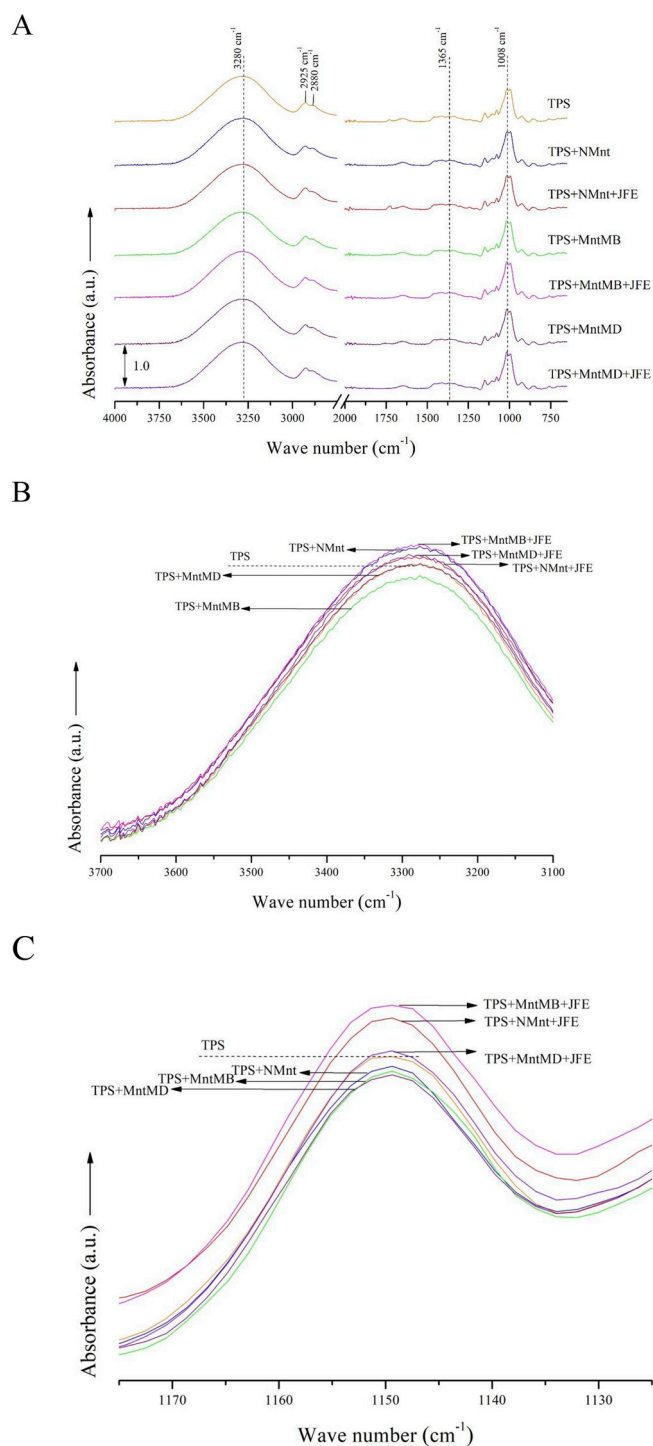 A
3280 cm⁻¹
2925 cm⁻¹
2880 cm⁻¹
1365 cm⁻¹
1008 cm⁻¹
TPS
TPS+NMnt
TPS+NMnt+JFE
TPS+MntMB
TPS+MntMB+JFE
TPS+MntMD
TPS+MntMD+JFE
Absorbance (a.u.)
1.0
4000 3750 3500 3250 3000 2000 1500 1250 1000 750
Wave number (cm⁻¹)
B
TPS+MntMB+JFE
TPS+NMnt
TPS+MntMD+JFE
TPS
TPS+NMnt+JFE
TPS+MntMD
TPS+MntMB
Absorbance (a.u.)
3700 3600 3500 3400 3300 3200 3100
Wave number (cm⁻¹)
C
TPS+MntMB+JFE
TPS+NMnt+JFE
TPS
TPS+MntMD+JFE
TPS+NMnt
TPS+MntMB
TPS+MntMD
Absorbance (a.u.)
1170 1160 1150 1140 1130
Wave number (cm⁻¹)